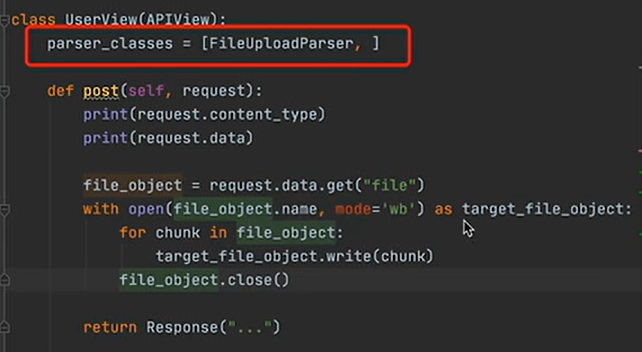 class UserView(APIView):
    parser_classes = [FileUploadParser, ]
    def post(self, request):
        print(request.content_type)
        print(request.data)
        file_object = request.data.get("file")
        with open(file_object.name, mode='wb') as target_file_object:
            for chunk in file_object:
                target_file_object.write(chunk)
            file_object.close()
        return Response("...")